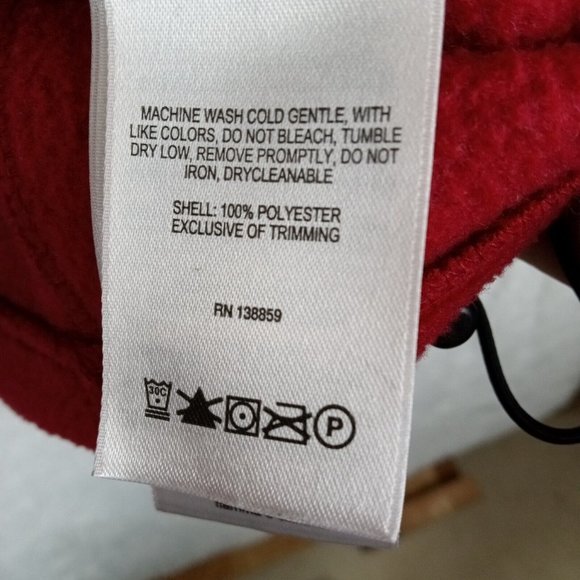 MACHINE WASH COLD GENTLE, WITH
LIKE COLORS, DO NOT BLEACH, TUMBLE
DRY LOW, REMOVE PROMPTLY, DO NOT
IRON, DRYCLEANABLE
SHELL: 100% POLYESTER
EXCLUSIVE OF TRIMMING
RN 138859
30C
P